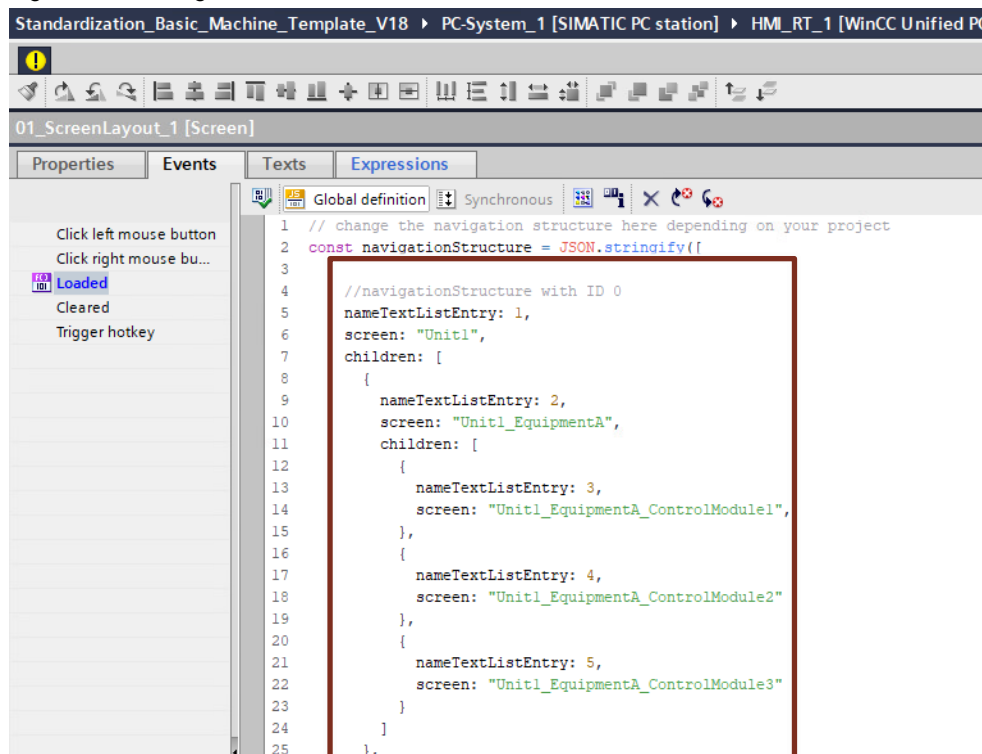 Standardization_Basic_Machine_Template_V18 ▸ PC-System_1 [SIMATIC PC station] ▸ HMI_RT_1 [WinCC Unified PC
01_ScreenLayout_1 [Screen]
Properties Events Texts Expressions
Global definition Synchronous
Click left mouse button
Click right mouse bu...
Loaded
Cleared
Trigger hotkey
1 // change the navigation structure here depending on your project
2 const navigationStructure = JSON.stringify([
3
4 //navigationStructure with ID 0
5 nameTextListEntry: 1,
6 screen: "Unit1",
7 children: [
8 {
9 nameTextListEntry: 2,
10 screen: "Unit1_EquipmentA",
11 children: [
12 {
13 nameTextListEntry: 3,
14 screen: "Unit1_EquipmentA_ControlModule1",
15 },
16 {
17 nameTextListEntry: 4,
18 screen: "Unit1_EquipmentA_ControlModule2"
19 },
20 {
21 nameTextListEntry: 5,
22 screen: "Unit1_EquipmentA_ControlModule3"
23 }
24 ]
25 },